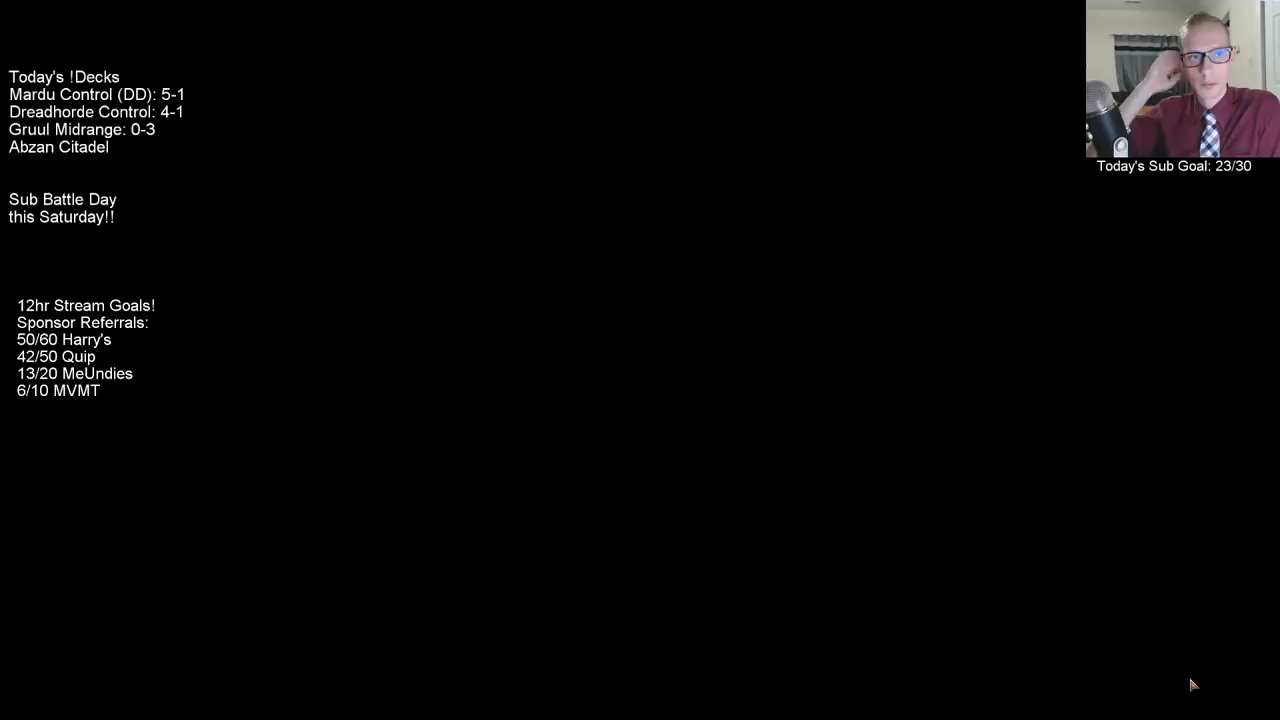 Today's !Decks
Mardu Control (DD): 5-1
Dreadhorde Control: 4-1
Gruul Midrange: 0-3
Abzan Citadel
Sub Battle Day
this Saturday!!
12hr Stream Goals!
Sponsor Referrals:
50/60 Harry's
42/50 Quip
13/20 MeUndies
6/10 MVMT
Today's Sub Goal: 23/30